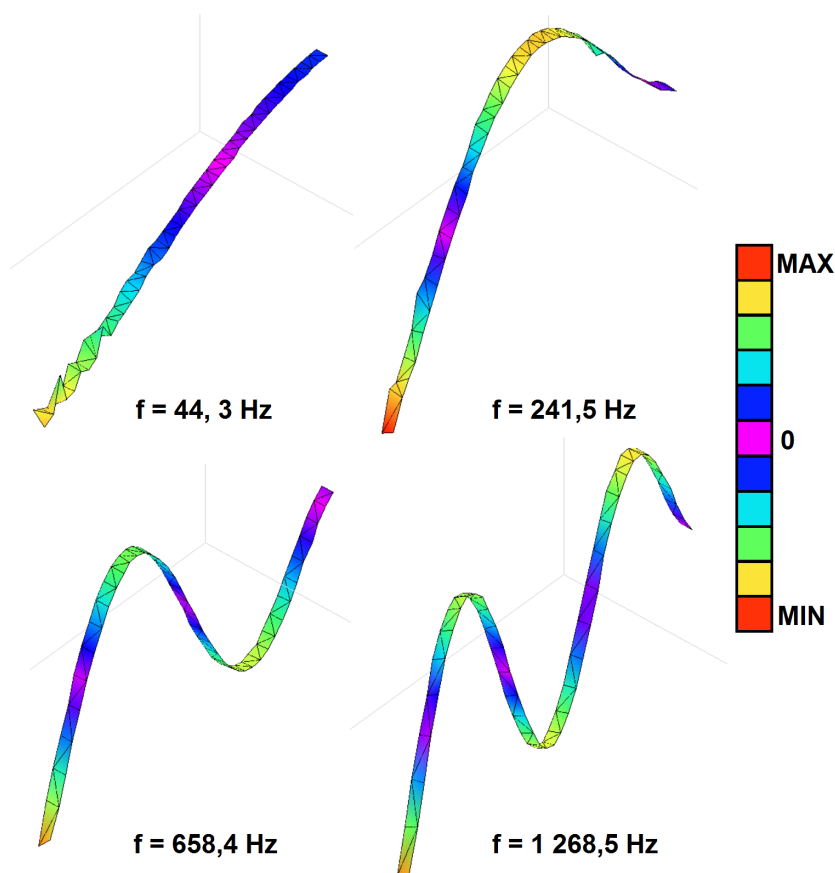 f = 44, 3 Hz
f = 241,5 Hz
MAX
0
MIN
f = 658,4 Hz
f = 1 268,5 Hz